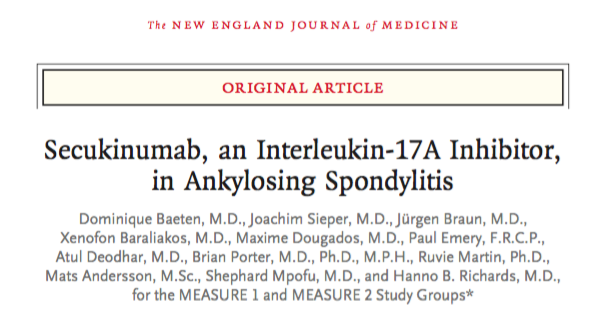 The NEW ENGLAND JOURNAL of MEDICINE
ORIGINAL ARTICLE
Secukinumab, an Interleukin-17A Inhibitor,
in Ankylosing Spondylitis
Dominique Baeten, M.D., Joachim Sieper, M.D., Jürgen Braun, M.D.,
Xenofon Baraliakos, M.D., Maxime Dougados, M.D., Paul Emery, F.R.C.P.,
Atul Deodhar, M.D., Brian Porter, M.D., Ph.D., M.P.H., Ruvie Martin, Ph.D.,
Mats Andersson, M.Sc., Shephard Mpofu, M.D., and Hanno B. Richards, M.D.,
for the MEASURE 1 and MEASURE 2 Study Groups*